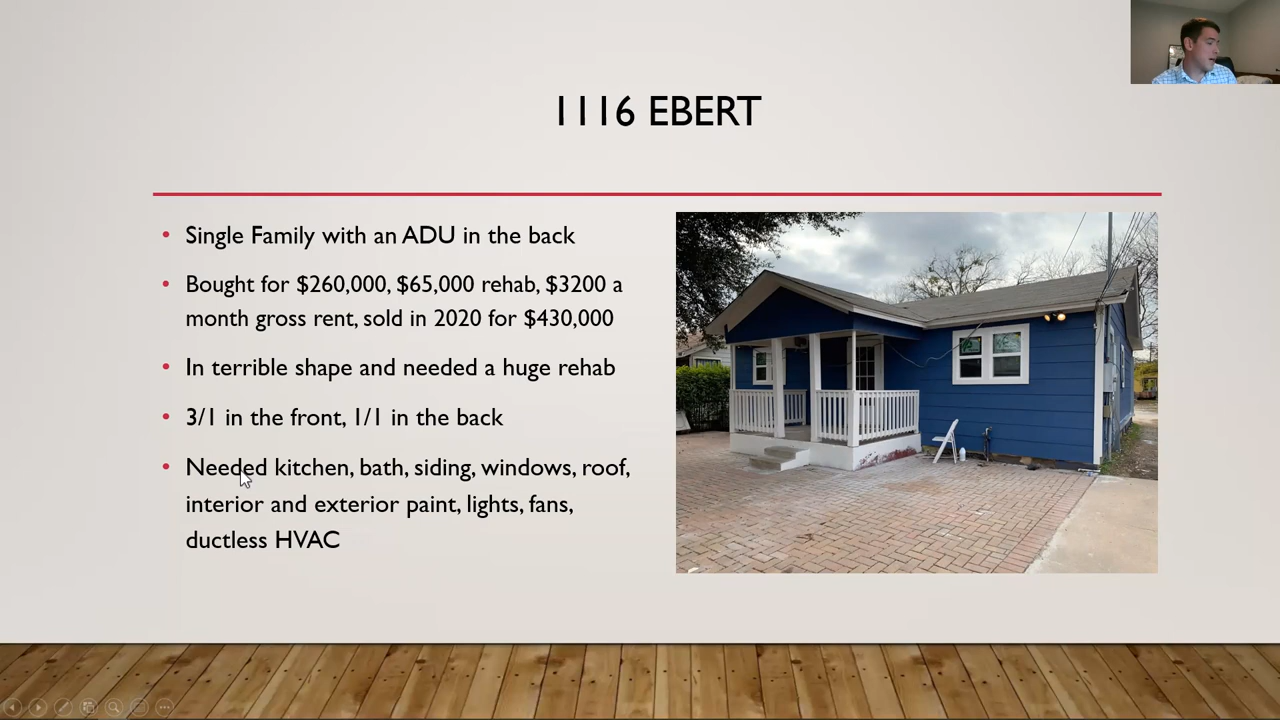 1116 EBERT
• Single Family with an ADU in the back
• Bought for $260,000, $65,000 rehab, $3200 a
month gross rent, sold in 2020 for $430,000
• In terrible shape and needed a huge rehab
• 3/1 in the front, 1/1 in the back
• Needed kitchen, bath, siding, windows, roof,
interior and exterior paint, lights, fans,
ductless HVAC